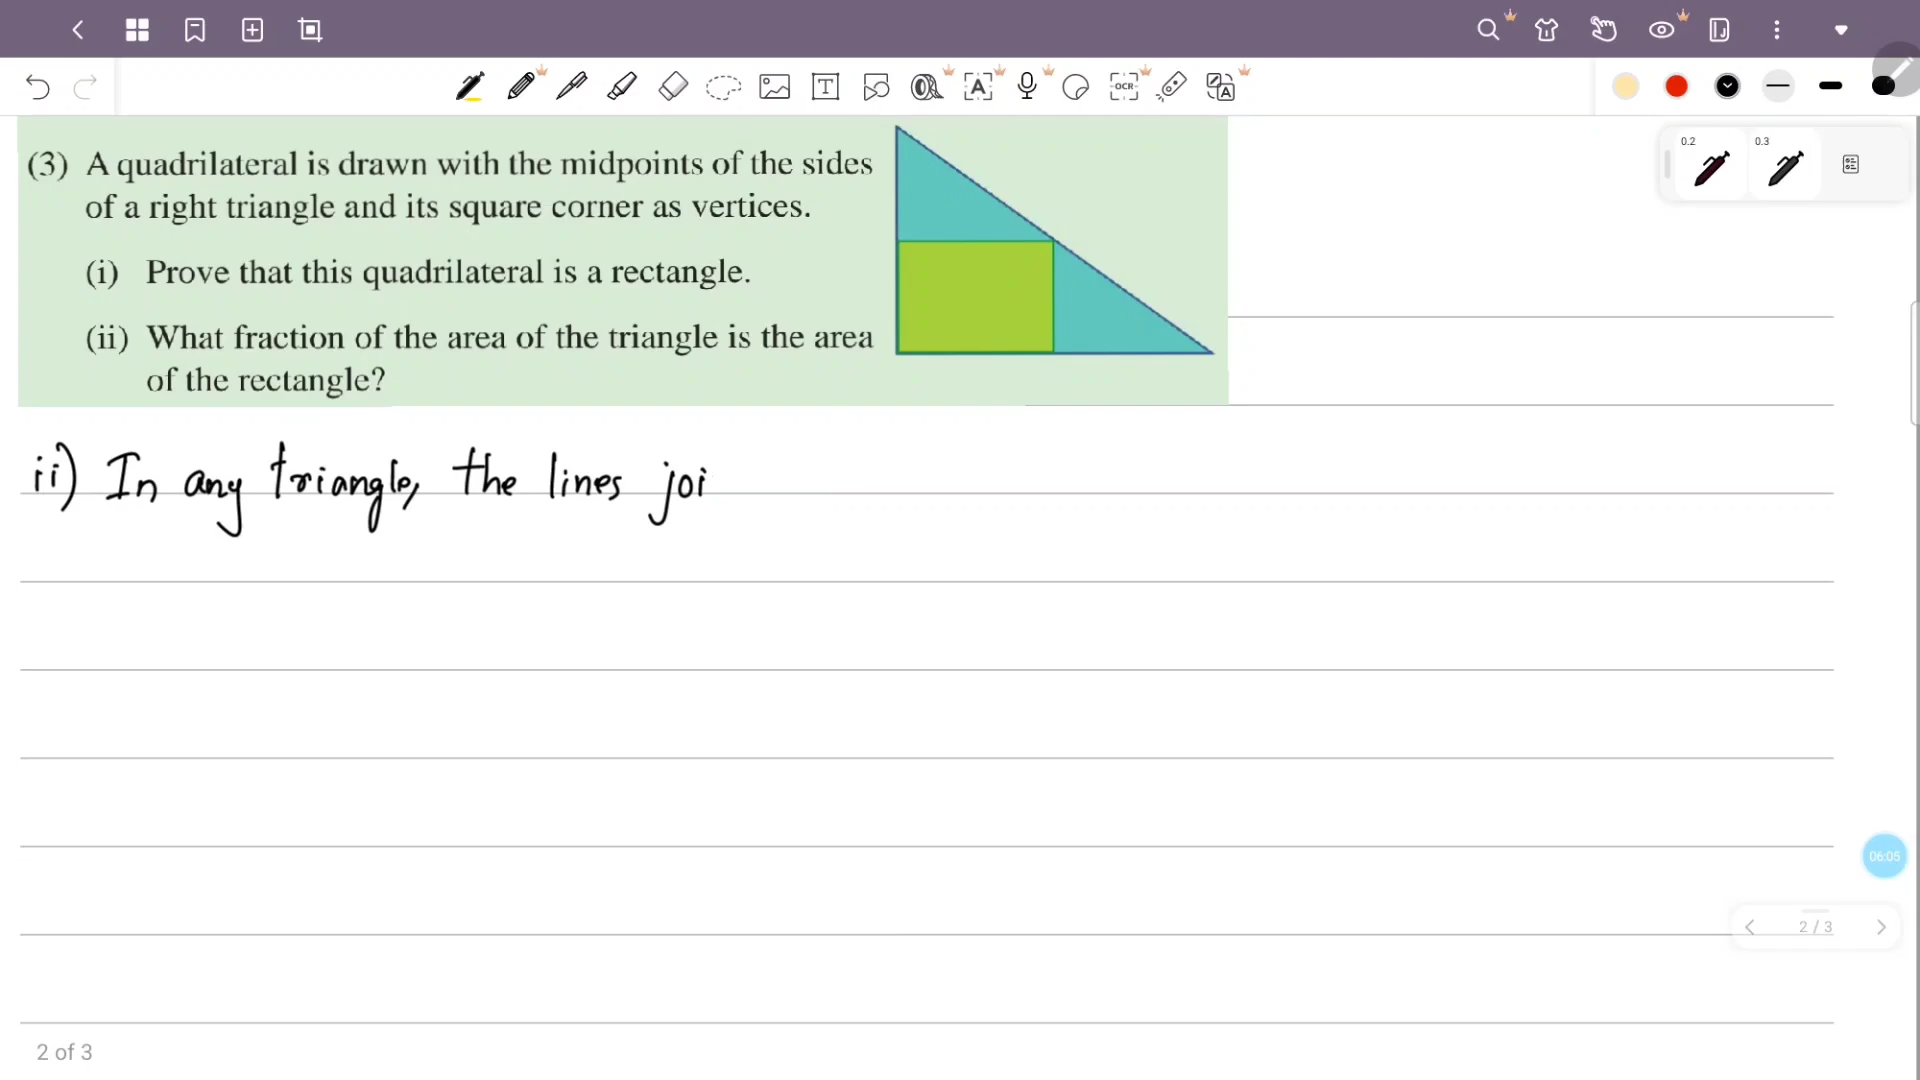 0.2 0.3
(3) A quadrilateral is drawn with the midpoints of the sides
of a right triangle and its square corner as vertices.
(i) Prove that this quadrilateral is a rectangle.
(ii) What fraction of the area of the triangle is the area
of the rectangle?
ii) In any triangle, the lines joi
06:05
2 / 3
2 of 3